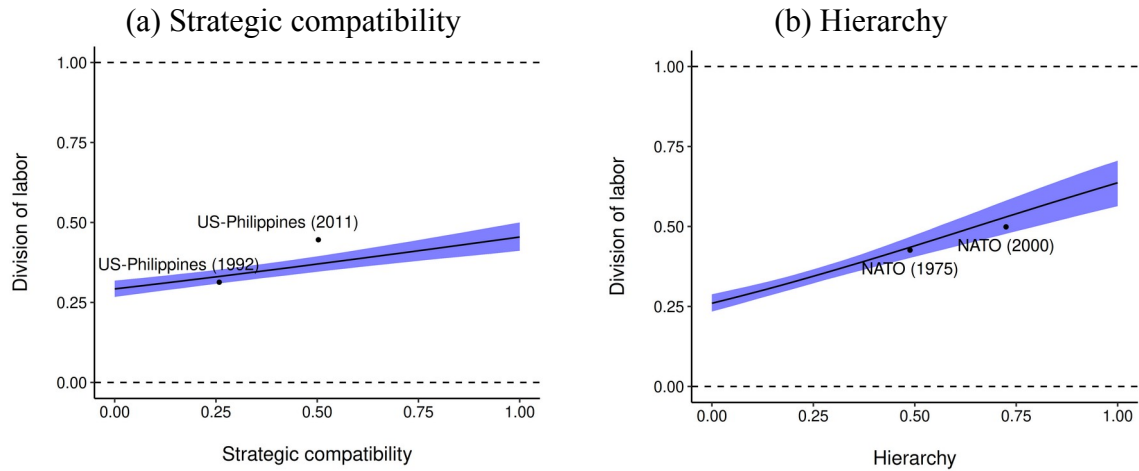 (a) Strategic compatibility
1.00
0.75
0.50
0.25
0.00
Division of labor
US-Philippines (2011)
US-Philippines (1992)
0.00 0.25 0.50 0.75 1.00
Strategic compatibility
(b) Hierarchy
1.00
0.75
0.50
0.25
0.00
Division of labor
NATO (2000)
NATO (1975)
0.00 0.25 0.50 0.75 1.00
Hierarchy